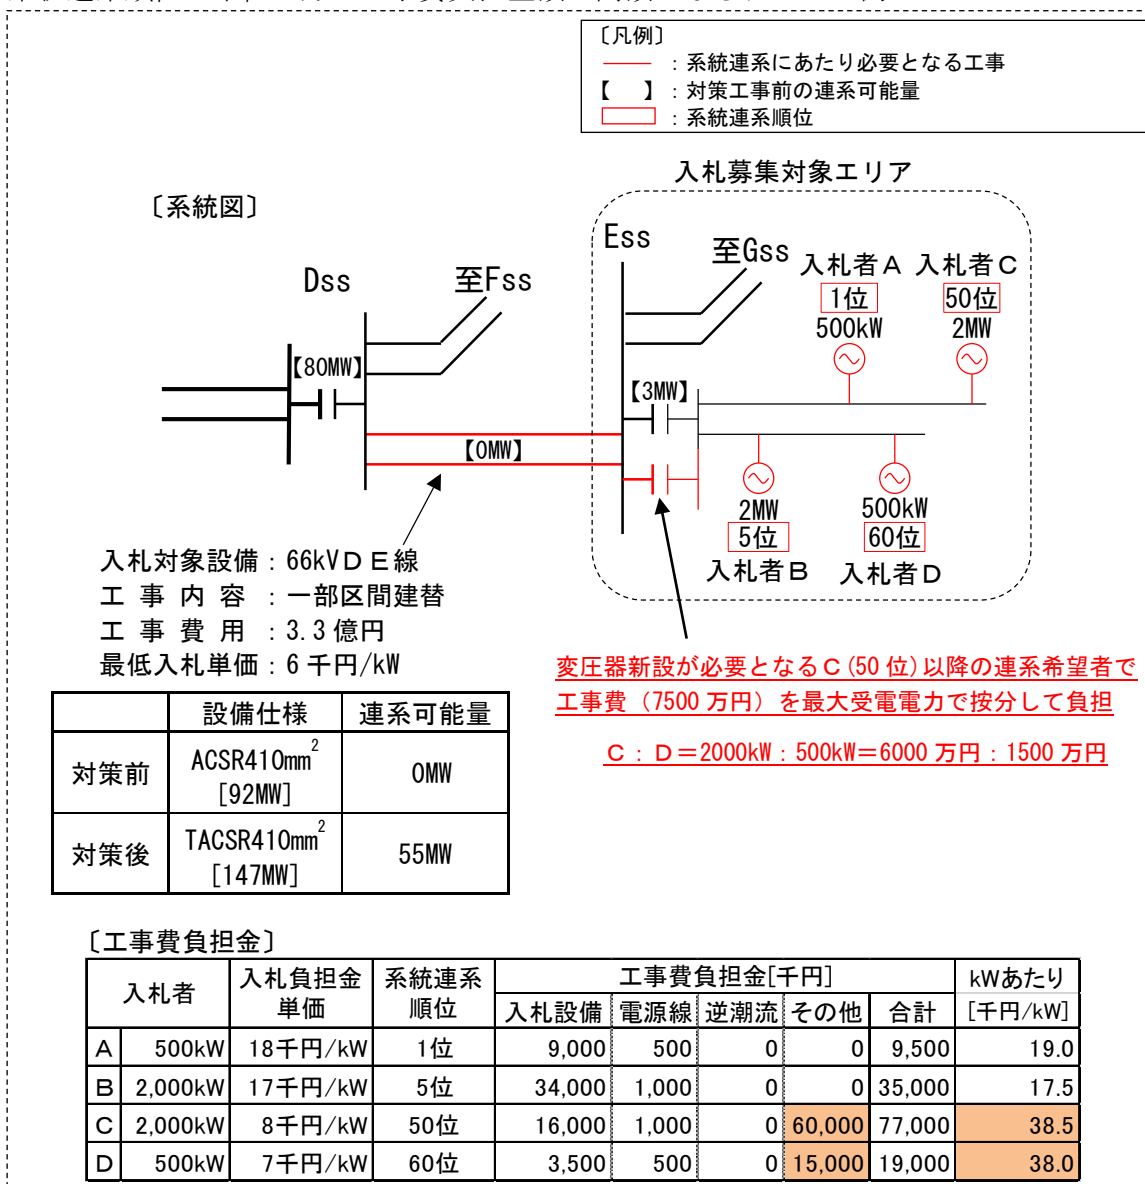 〔凡例〕
：系統連系にあたり必要となる工事
【　】：対策工事前の連系可能量
：系統連系順位
入札募集対象エリア
〔系統図〕
Ess
至Gss
入札者Ａ 入札者Ｃ
Dss
至Fss
1位
50位
500kW
2MW
【80MW】
【3MW】
【0MW】
2MW
500kW
5位
60位
入札者Ｂ
入札者Ｄ
入札対象設備：66kVＤＥ線
工事内容：一部区間建替
工事費用：3.3億円
最低入札単価：6千円/kW
変圧器新設が必要となるＣ(50位)以降の連系希望者で
工事費（7500万円）を最大受電電力で按分して負担
Ｃ：Ｄ＝2000kW：500kW＝6000万円：1500万円
設備仕様 連系可能量
対策前 ACSR410mm² [92MW] 0MW
対策後 TACSR410mm² [147MW] 55MW
〔工事費負担金〕
入札者 入札負担金単価 系統連系順位 工事費負担金[千円] kWあたり[千円/kW]
入札設備 電源線 逆潮流 その他 合計
A 500kW 18千円/kW 1位 9,000 500 0 0 9,500 19.0
B 2,000kW 17千円/kW 5位 34,000 1,000 0 0 35,000 17.5
C 2,000kW 8千円/kW 50位 16,000 1,000 0 60,000 77,000 38.5
D 500kW 7千円/kW 60位 3,500 500 0 15,000 19,000 38.0